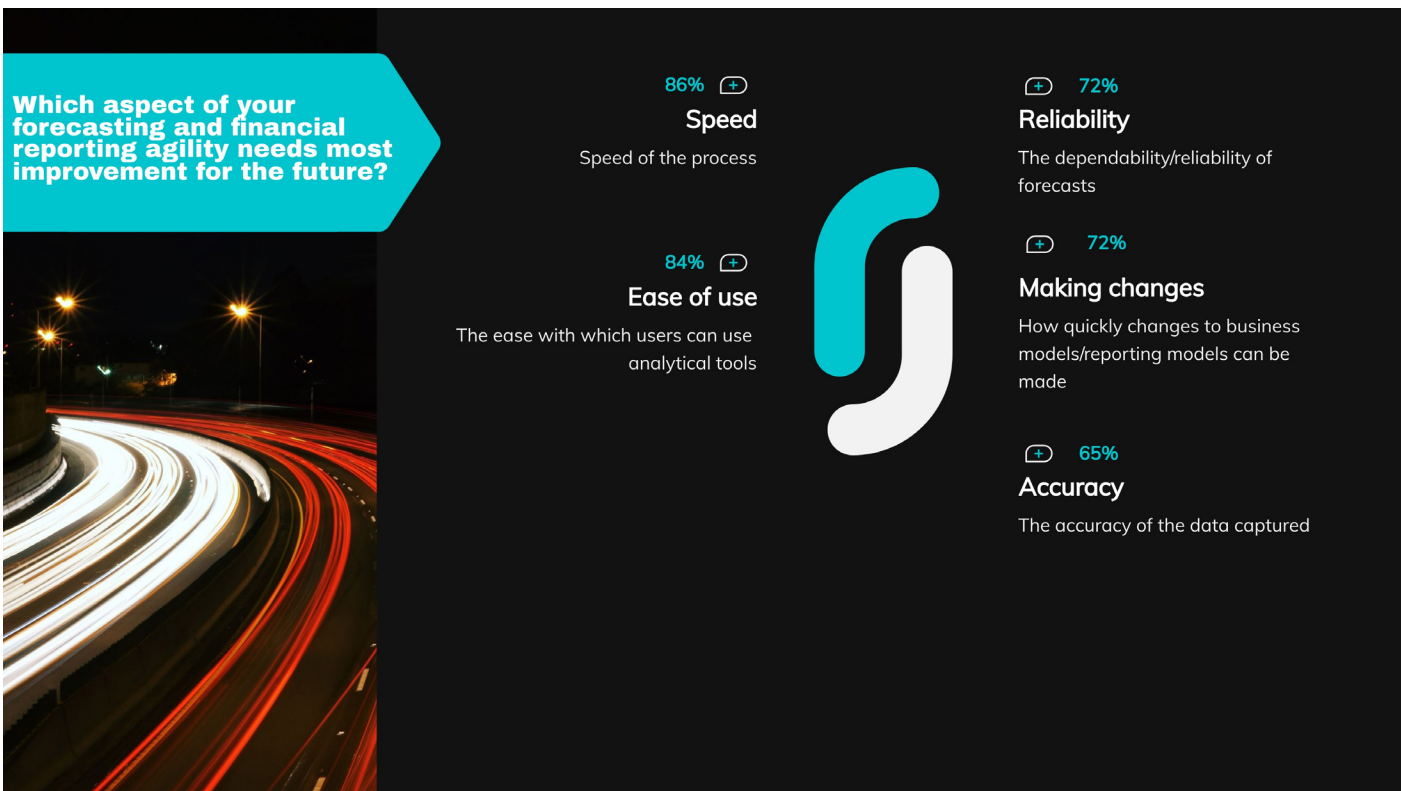 Which aspect of your
forecasting and financial
reporting agility needs most
improvement for the future?
86% +
Speed
Speed of the process
84% +
Ease of use
The ease with which users can use
analytical tools
+ 72%
Reliability
The dependability/reliability of
forecasts
+ 72%
Making changes
How quickly changes to business
models/reporting models can be
made
+ 65%
Accuracy
The accuracy of the data captured